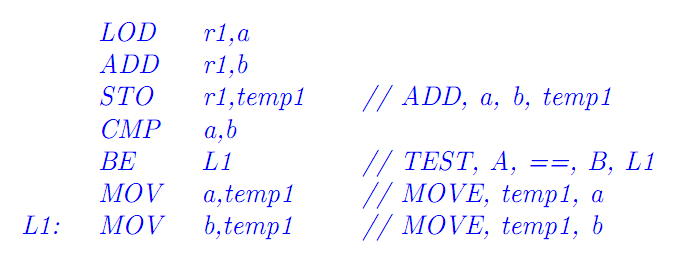 LOD r1,a
ADD r1,b
STO r1,temp1 // ADD, a, b, temp1
CMP a,b
BE L1 // TEST, A, ==, B, L1
MOV a,temp1 // MOVE, temp1, a
L1: MOV b,temp1 // MOVE, temp1, b